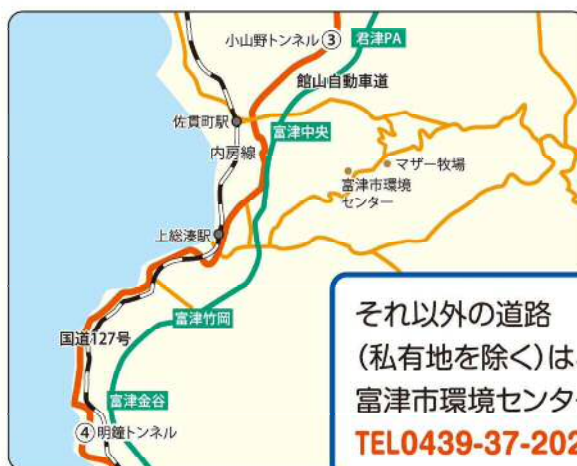 小山野トンネル③
君津PA
館山自動車道
佐貫町駅
富津中央
内房線
マザー牧場
富津市環境
センター
上総湊駅
富津竹岡
国道127号
富津金谷
④明鐘トンネル
それ以外の道路
（私有地を除く）は
富津市環境センター
TEL0439-37-202